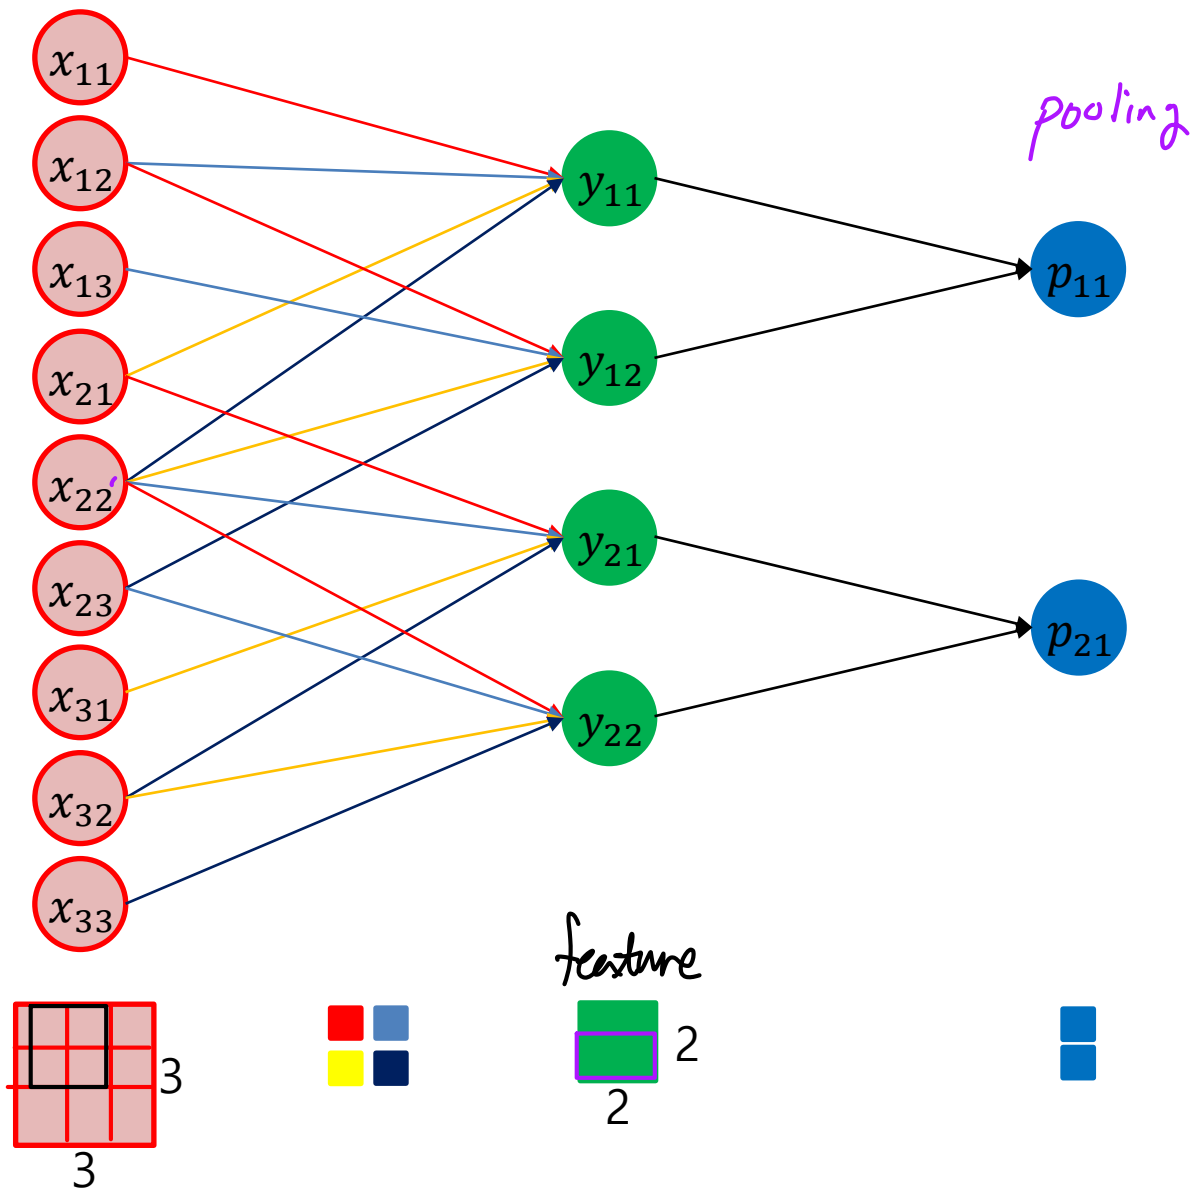 x₁₁
x₁₂
x₁₃
x₂₁
x₂₂
x₂₃
x₃₁
x₃₂
x₃₃
y₁₁
y₁₂
y₂₁
y₂₂
pooling
p₁₁
p₂₁
feature
3
3
2
2